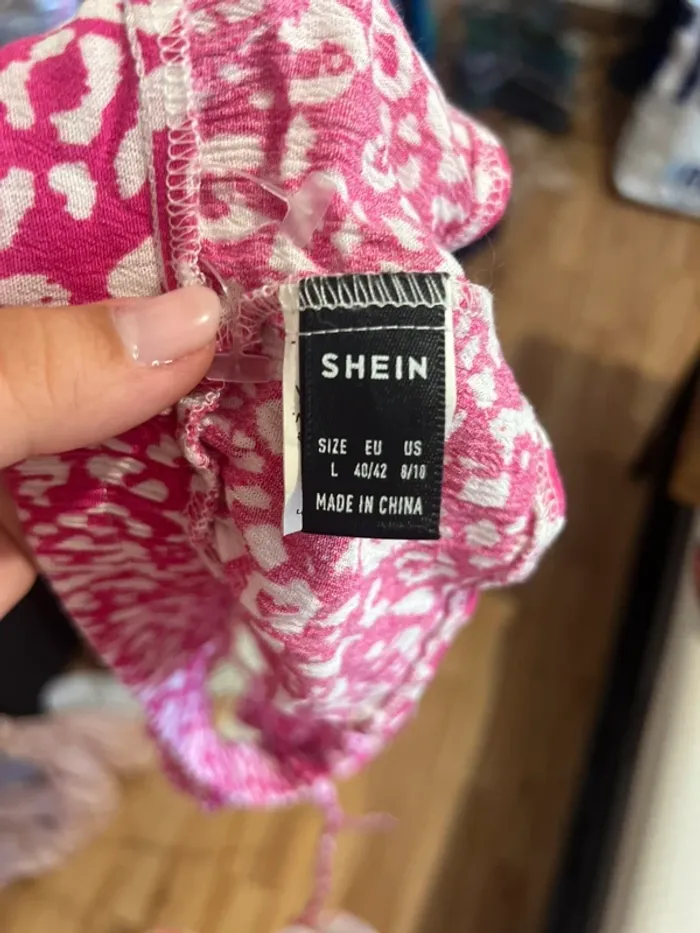 SHEIN
SIZE EU US
L 40/42 8/10
MADE IN CHINA